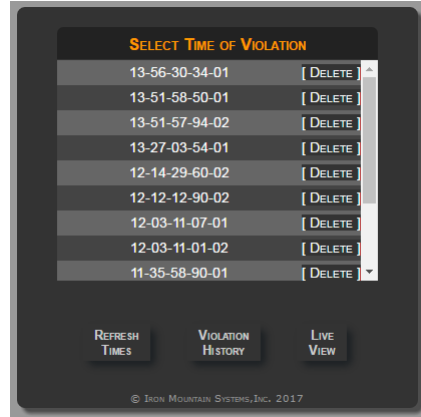 Select Time of Violation
13-56-30-34-01 [ Delete ]
13-51-58-50-01 [ Delete ]
13-51-57-94-02 [ Delete ]
13-27-03-54-01 [ Delete ]
12-14-29-60-02 [ Delete ]
12-12-12-90-02 [ Delete ]
12-03-11-07-01 [ Delete ]
12-03-11-01-02 [ Delete ]
11-35-58-90-01 [ Delete ]
Refresh Times
Violation History
Live View
© Iron Mountain Systems,Inc. 2017